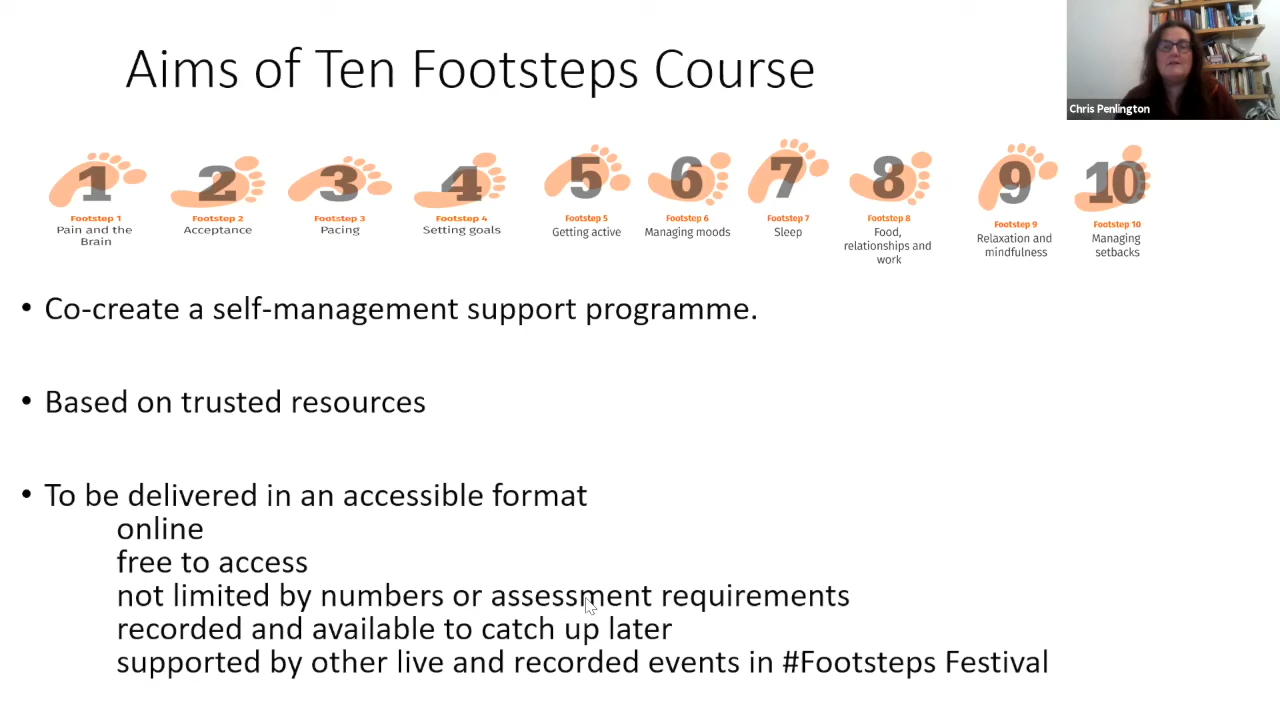 Aims of Ten Footsteps Course
Chris Penlington
1
2
3
4
5
6
7
8
9
10
Footstep 1
Pain and the
Brain
Footstep 2
Acceptance
Footstep 3
Pacing
Footstep 4
Setting goals
Footstep 5
Getting active
Footstep 6
Managing moods
Footstep 7
Sleep
Footstep 8
Food,
relationships and
work
Footstep 9
Relaxation and
mindfulness
Footstep 10
Managing
setbacks
• Co-create a self-management support programme.
• Based on trusted resources
• To be delivered in an accessible format
online
free to access
not limited by numbers or assessment requirements
recorded and available to catch up later
supported by other live and recorded events in #Footsteps Festival